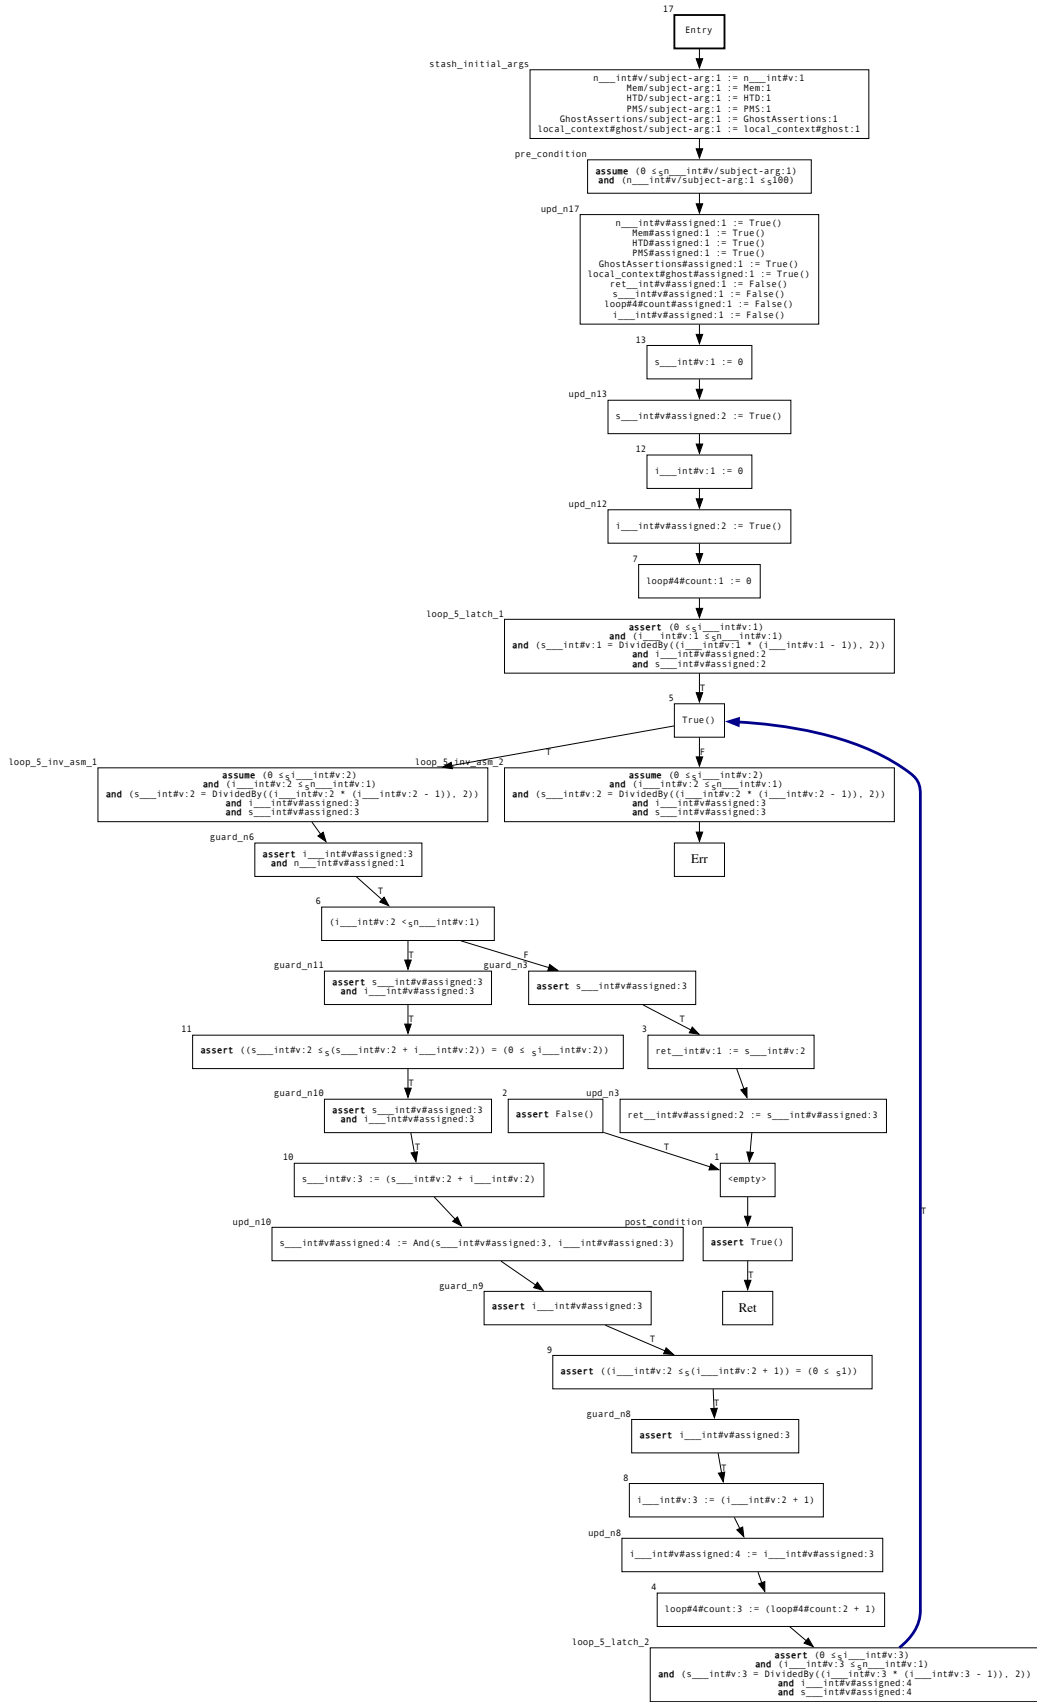 17
Entry
stash_initial_args
n___int#v/subject-arg:1 := n___int#v:1
Mem/subject-arg:1 := Mem:1
HTD/subject-arg:1 := HTD:1
PMS/subject-arg:1 := PMS:1
GhostAssertions/subject-arg:1 := GhostAssertions:1
local_context#ghost/subject-arg:1 := local_context#ghost:1
pre_condition
assume (0 ≤s n___int#v/subject-arg:1)
and (n___int#v/subject-arg:1 ≤s 100)
upd_n17
n___int#v#assigned:1 := True()
Mem#assigned:1 := True()
HTD#assigned:1 := True()
PMS#assigned:1 := True()
GhostAssertions#assigned:1 := True()
local_context#ghost#assigned:1 := True()
ret__int#v#assigned:1 := False()
s___int#v#assigned:1 := False()
loop#4#count#assigned:1 := False()
i___int#v#assigned:1 := False()
13
s___int#v:1 := 0
upd_n13
s___int#v#assigned:2 := True()
12
i___int#v:1 := 0
upd_n12
i___int#v#assigned:2 := True()
7
loop#4#count:1 := 0
loop_5_latch_1
assert (0 ≤s i___int#v:1)
and (i___int#v:1 ≤s n___int#v:1)
and (s___int#v:1 = DividedBy((i___int#v:1 * (i___int#v:1 - 1)), 2))
and i___int#v#assigned:2
and s___int#v#assigned:2
T
5
True()
T
F
loop_5_inv_asm_1
assume (0 ≤s i___int#v:2)
and (i___int#v:2 ≤s n___int#v:1)
and (s___int#v:2 = DividedBy((i___int#v:2 * (i___int#v:2 - 1)), 2))
and i___int#v#assigned:3
and s___int#v#assigned:3
loop_5_inv_asm_2
assume (0 ≤s i___int#v:2)
and (i___int#v:2 ≤s n___int#v:1)
and (s___int#v:2 = DividedBy((i___int#v:2 * (i___int#v:2 - 1)), 2))
and i___int#v#assigned:3
and s___int#v#assigned:3
guard_n6
assert i___int#v#assigned:3
and n___int#v#assigned:1
Err
T
6
(i___int#v:2 <s n___int#v:1)
T
F
guard_n11
assert s___int#v#assigned:3
and i___int#v#assigned:3
guard_n3
assert s___int#v#assigned:3
T
T
11
assert ((s___int#v:2 ≤s (s___int#v:2 + i___int#v:2)) = (0 ≤s i___int#v:2))
3
ret__int#v:1 := s___int#v:2
T
guard_n10
assert s___int#v#assigned:3
and i___int#v#assigned:3
2
assert False()
upd_n3
ret__int#v#assigned:2 := s___int#v#assigned:3
T
T
10
s___int#v:3 := (s___int#v:2 + i___int#v:2)
1
<empty>
upd_n10
s___int#v#assigned:4 := And(s___int#v#assigned:3, i___int#v#assigned:3)
post_condition
assert True()
T
T
guard_n9
assert i___int#v#assigned:3
Ret
T
9
assert ((i___int#v:2 ≤s (i___int#v:2 + 1)) = (0 ≤s 1))
T
guard_n8
assert i___int#v#assigned:3
T
8
i___int#v:3 := (i___int#v:2 + 1)
upd_n8
i___int#v#assigned:4 := i___int#v#assigned:3
4
loop#4#count:3 := (loop#4#count:2 + 1)
loop_5_latch_2
assert (0 ≤s i___int#v:3)
and (i___int#v:3 ≤s n___int#v:1)
and (s___int#v:3 = DividedBy((i___int#v:3 * (i___int#v:3 - 1)), 2))
and i___int#v#assigned:4
and s___int#v#assigned:4